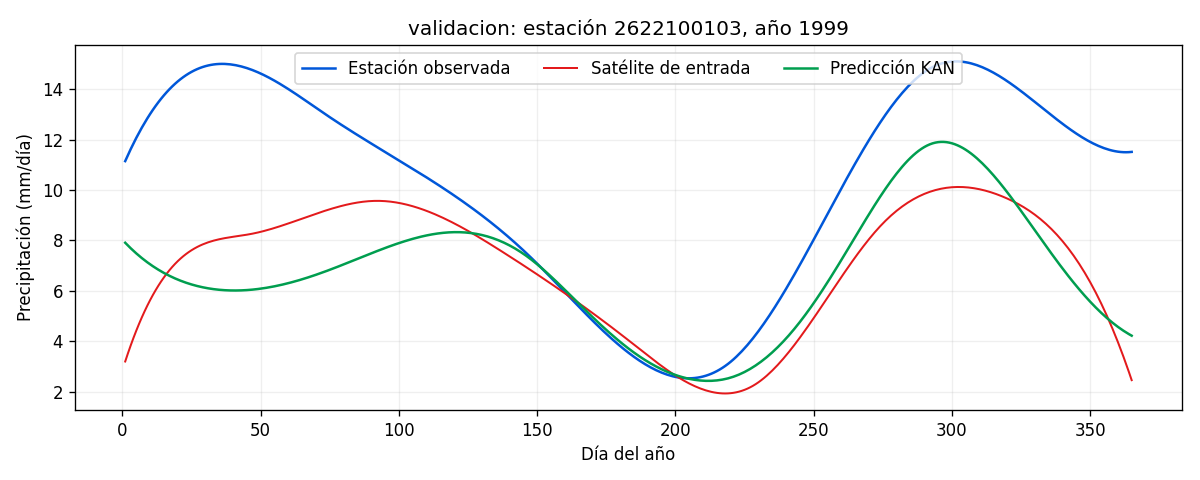 validacion: estación 2622100103, año 1999
Estación observada
Satélite de entrada
Predicción KAN
Precipitación (mm/día)
14
12
10
8
6
4
2
0
50
100
150
200
250
300
350
Día del año